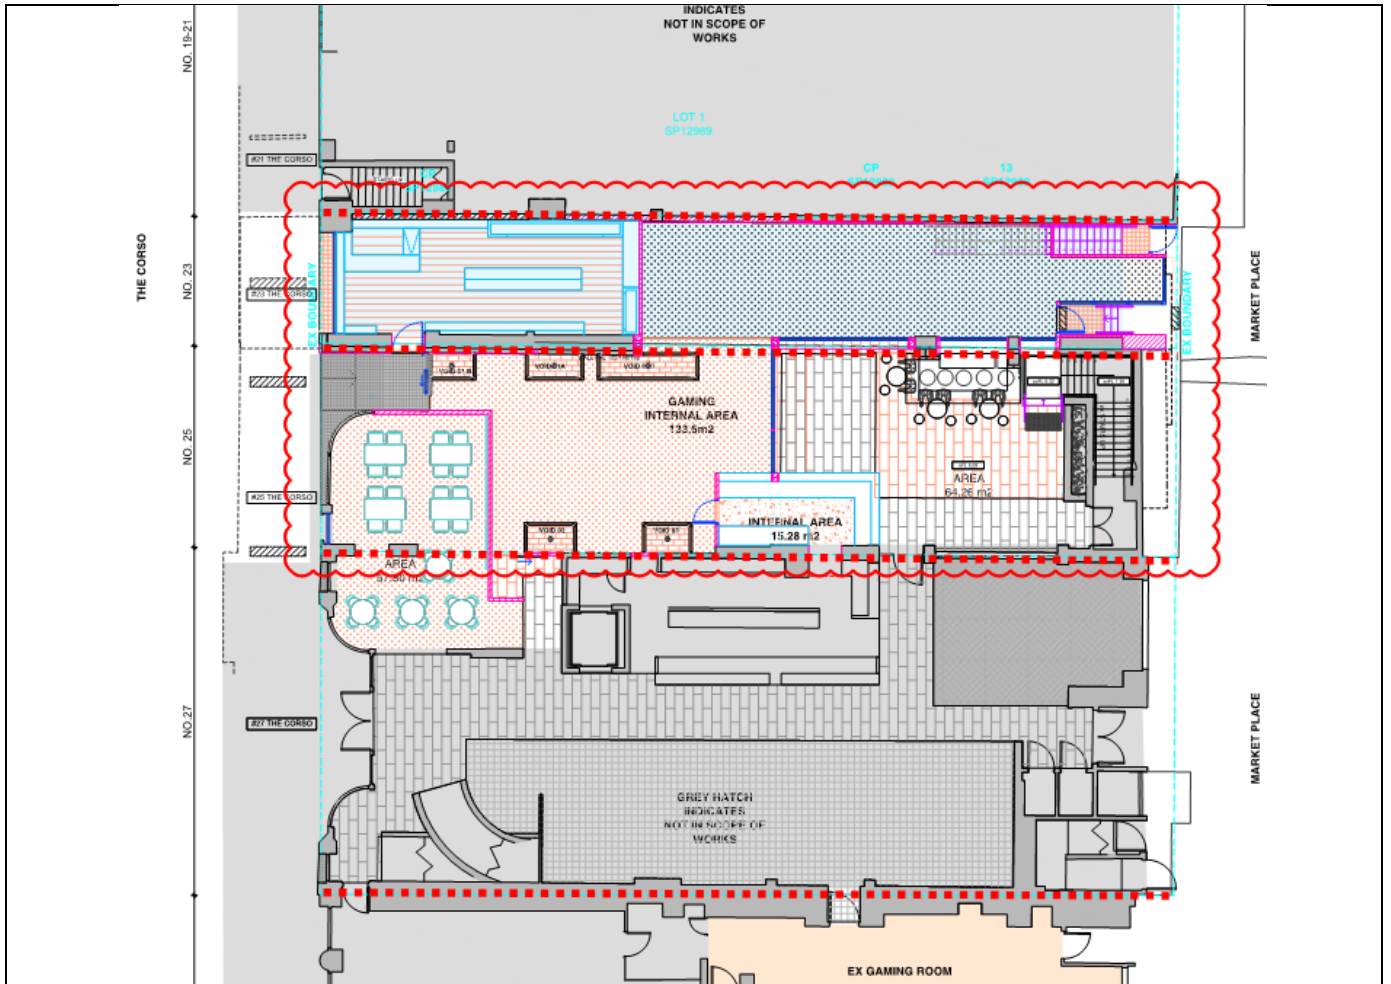 INDICATES
NOT IN SCOPE OF
WORKS
NO. 19-21
LOT 1
SP12989
#21 THE CORSO
CP
CP
13
THE CORSO
NO. 23
#23 THE CORSO
EX BOUNDARY
EX BOUNDARY
MARKET PLACE
GAMING
INTERNAL AREA
133.5m2
NO. 25
#25 THE CORSO
AREA
64.26 m2
INTERNAL AREA
15.28 m2
AREA
NO.27
#27 THE CORSO
MARKET PLACE
GREY HATCH
INDICATES
NOT IN SCOPE OF
WORKS
EX GAMING ROOM